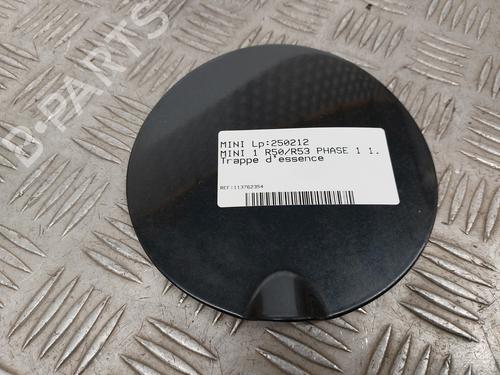 B-PARTS
MINI Lp:250212
MINI 1 R50/R53 PHASE 1 1.
Trappe d'essence
REF:113762354